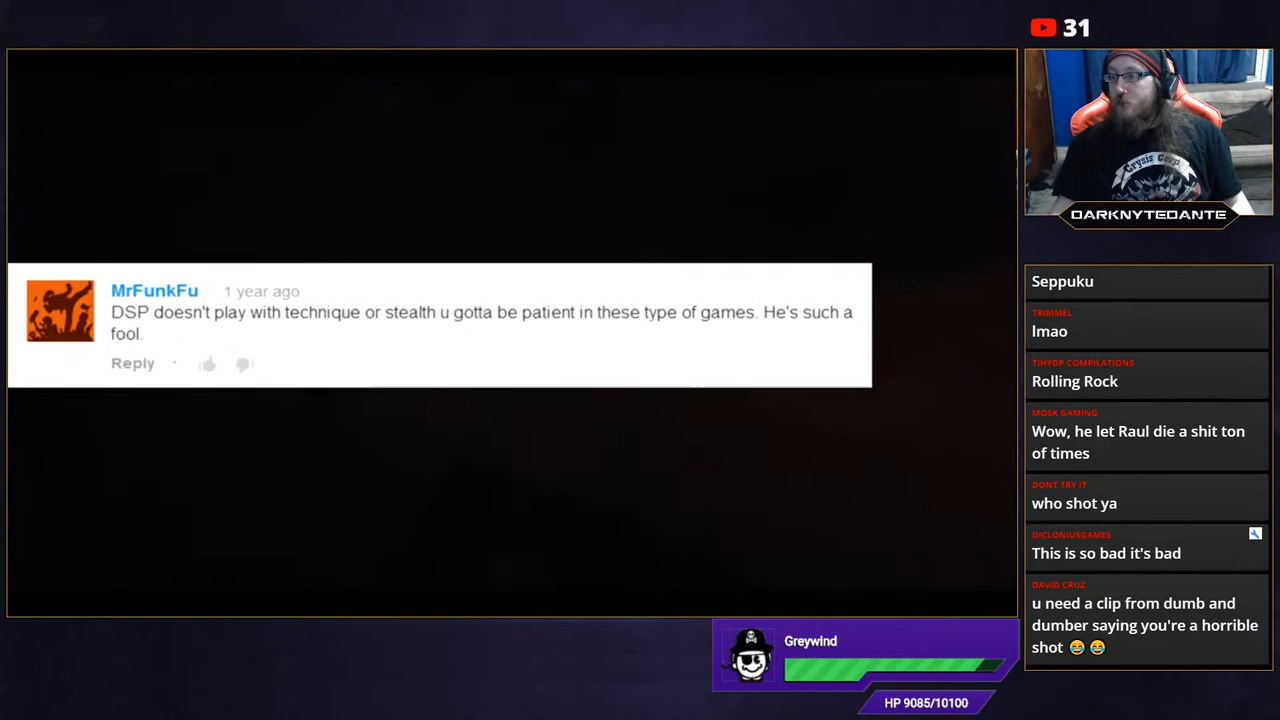 31
DARKNYTEDANTE
Crysis Corp
MrFunkFu 1 year ago
DSP doesn't play with technique or stealth u gotta be patient in these type of games. He's such a
fool.
Reply
Seppuku
TRIMMEL
lmao
TIHYDP COMPILATIONS
Rolling Rock
MOSK GAMING
Wow, he let Raul die a shit ton
of times
DONT TRY IT
who shot ya
DICLONIUSGAMES
This is so bad it's bad
DAVID CRUZ
u need a clip from dumb and
dumber saying you're a horrible
shot 😂 😂
Greywind
HP 9085/10100